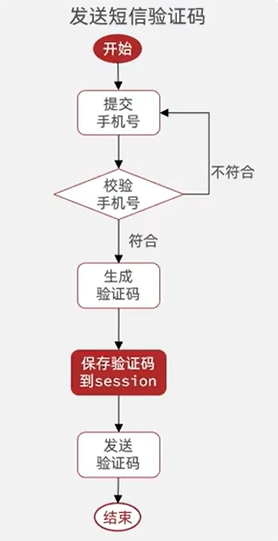 发送短信验证码
开始
提交
手机号
不符合
校验
手机号
符合
生成
验证码
保存验证码
到session
发送
验证码
结束